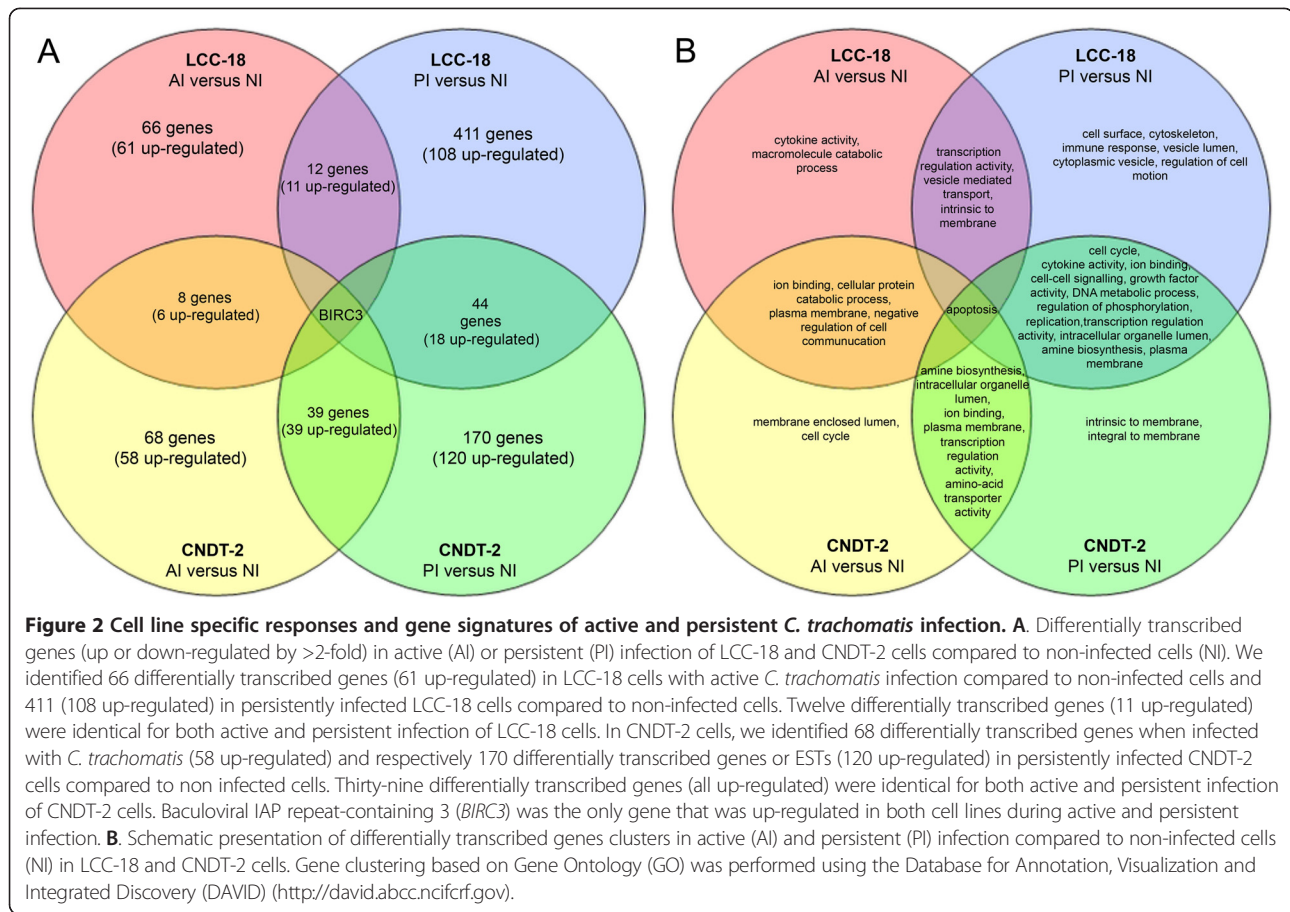 A
LCC-18
AI versus NI
LCC-18
PI versus NI
66 genes
(61 up-regulated)
411 genes
(108 up-regulated)
12 genes
(11 up-regulated)
8 genes
(6 up-regulated)
BIRC3
44
genes
(18 up-regulated)
39 genes
(39 up-regulated)
68 genes
(58 up-regulated)
170 genes
(120 up-regulated)
CNDT-2
AI versus NI
CNDT-2
PI versus NI
B
LCC-18
AI versus NI
LCC-18
PI versus NI
cytokine activity,
macromolecule catabolic
process
transcription
regulation activity,
vesicle mediated
transport,
intrinsic to
membrane
cell surface, cytoskeleton,
immune response, vesicle lumen,
cytoplasmic vesicle, regulation of cell
motion
ion binding, cellular protein
catabolic process,
plasma membrane, negative
regulation of cell
communucation
apoptosis
cell cycle,
cytokine activity, ion binding,
cell-cell signalling, growth factor
activity, DNA metabolic process,
regulation of phosphorylation,
replication,transcription regulation
activity, intracellular organelle lumen,
amine biosynthesis, plasma
membrane
amine biosynthesis,
intracellular organelle
lumen,
ion binding,
plasma membrane,
transcription
regulation
activity,
amino-acid
transporter
activity
membrane enclosed lumen,
cell cycle
intrinsic to membrane,
integral to membrane
CNDT-2
AI versus NI
CNDT-2
PI versus NI
Figure 2 Cell line specific responses and gene signatures of active and persistent C. trachomatis infection. A. Differentially transcribed
genes (up or down-regulated by >2-fold) in active (AI) or persistent (PI) infection of LCC-18 and CNDT-2 cells compared to non-infected cells (NI). We
identified 66 differentially transcribed genes (61 up-regulated) in LCC-18 cells with active C. trachomatis infection compared to non-infected cells and
411 (108 up-regulated) in persistently infected LCC-18 cells compared to non-infected cells. Twelve differentially transcribed genes (11 up-regulated)
were identical for both active and persistent infection of LCC-18 cells. In CNDT-2 cells, we identified 68 differentially transcribed genes when infected
with C. trachomatis (58 up-regulated) and respectively 170 differentially transcribed genes or ESTs (120 up-regulated) in persistently infected CNDT-2
cells compared to non infected cells. Thirty-nine differentially transcribed genes (all up-regulated) were identical for both active and persistent infection
of CNDT-2 cells. Baculoviral IAP repeat-containing 3 (BIRC3) was the only gene that was up-regulated in both cell lines during active and persistent
infection. B. Schematic presentation of differentially transcribed genes clusters in active (AI) and persistent (PI) infection compared to non-infected cells
(NI) in LCC-18 and CNDT-2 cells. Gene clustering based on Gene Ontology (GO) was performed using the Database for Annotation, Visualization and
Integrated Discovery (DAVID) (http://david.abcc.ncifcrf.gov).